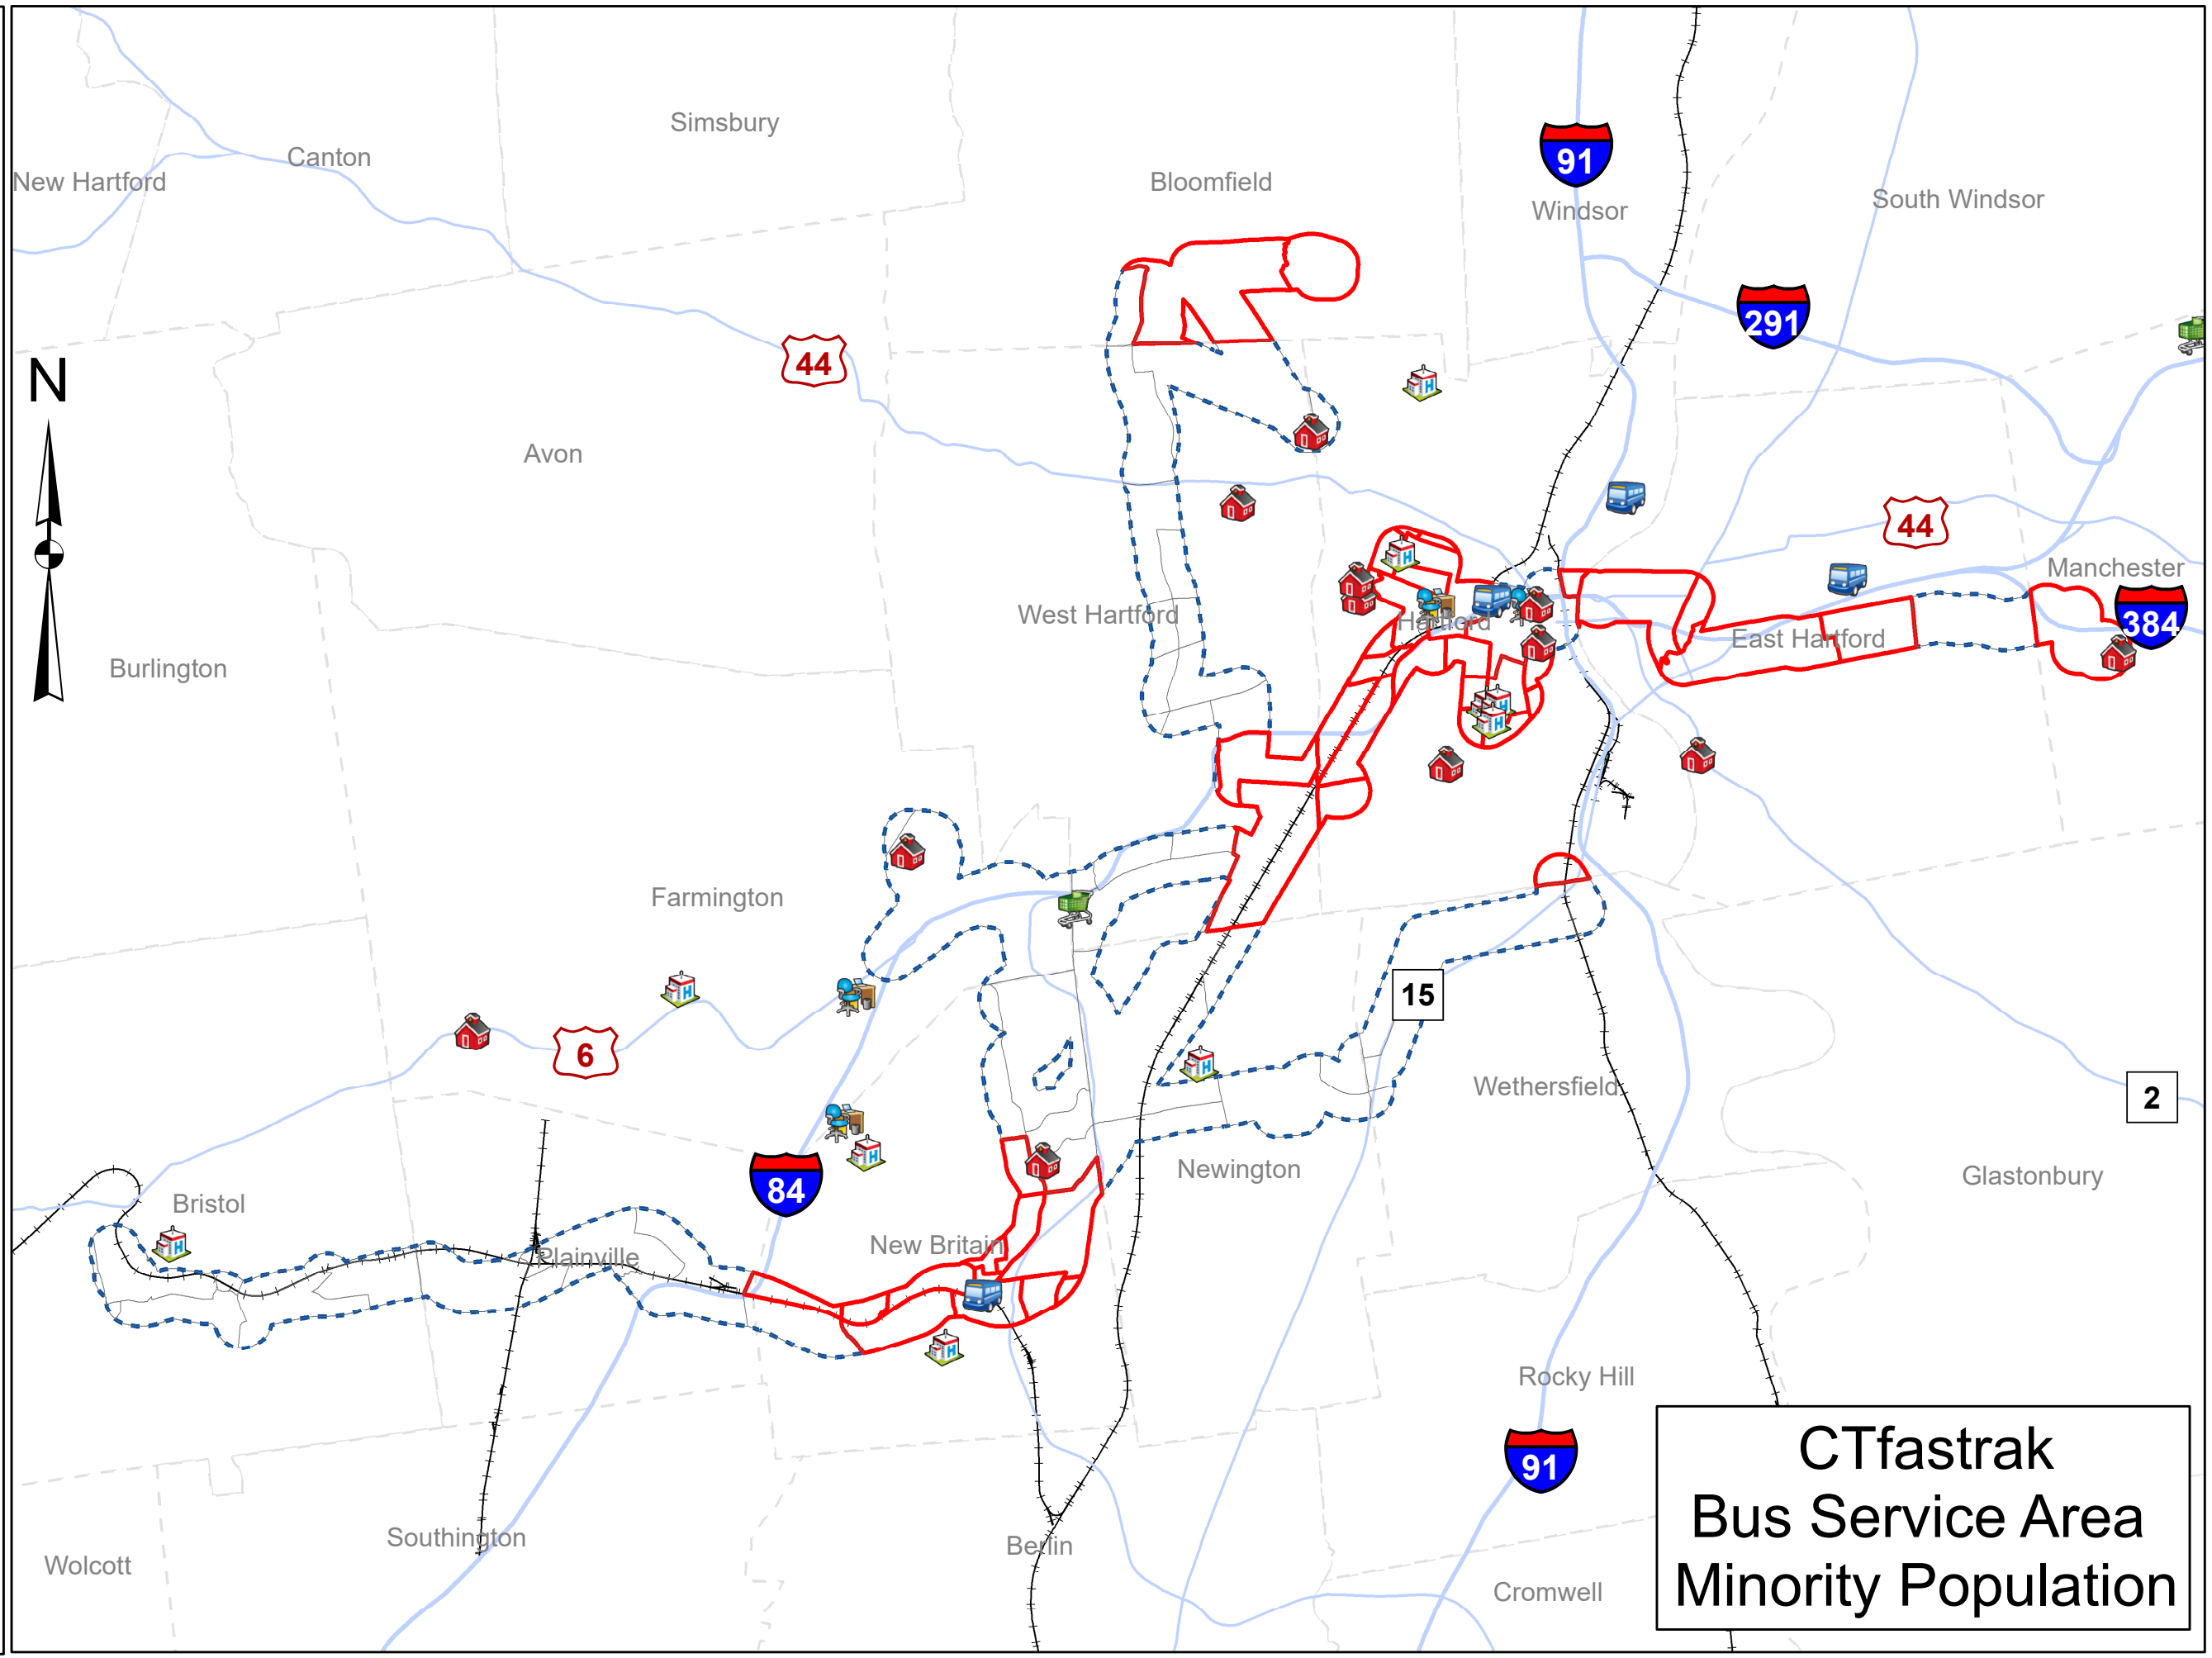 Simsbury
Canton
New Hartford
Bloomfield
91
Windsor
South Windsor
291
44
N
Avon
44
Manchester
384
West Hartford
Hartford
East Hartford
Burlington
Farmington
15
6
Wethersfield
2
Newington
Glastonbury
84
Bristol
New Britain
Plainville
Rocky Hill
91
Southington
Berlin
Wolcott
Cromwell
CTfastrak
Bus Service Area
Minority Population